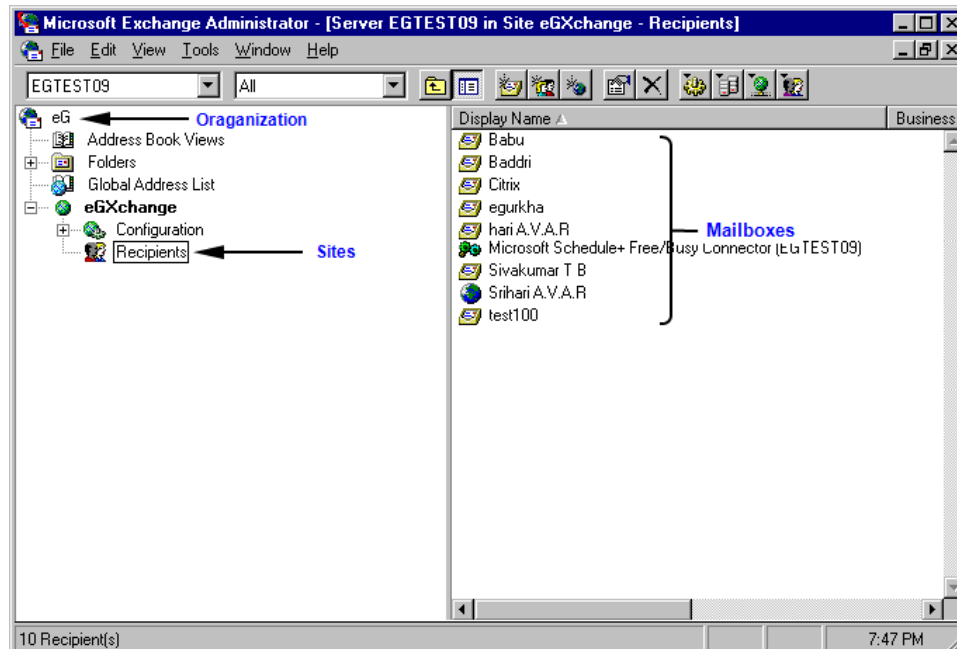 Microsoft Exchange Administrator - [Server EGTEST09 in Site eGXchange - Recipients]
File Edit View Tools Window Help
EGTEST09 All
eG Oraganization
Address Book Views
Folders
Global Address List
eGXchange
Configuration
Recipients Sites
Display Name Business
Babu
Baddri
Citrix
egurkha
hari A.V.A.R
Mailboxes
Microsoft Schedule+ Free/Busy Connector (EGTEST09)
Sivakumar T B
Srihari A.V.A.R
test100
10 Recipient(s) 7:47 PM